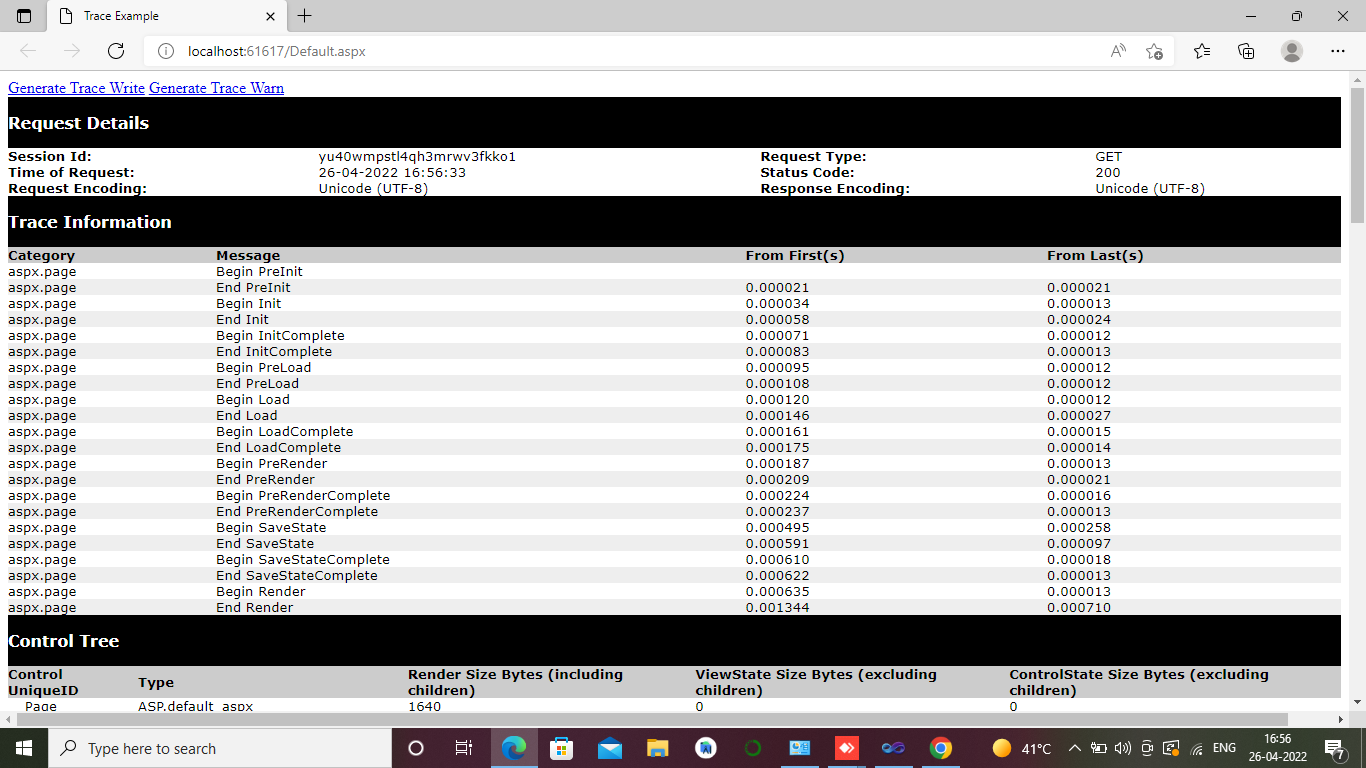 Trace Example
localhost:61617/Default.aspx
Generate Trace Write Generate Trace Warn
Request Details
Session Id: yu40wmpstl4qh3mrwv3fkko1 Request Type: GET
Time of Request: 26-04-2022 16:56:33 Status Code: 200
Request Encoding: Unicode (UTF-8) Response Encoding: Unicode (UTF-8)
Trace Information
Category Message From First(s) From Last(s)
aspx.page Begin PreInit
aspx.page End PreInit 0.000021 0.000021
aspx.page Begin Init 0.000034 0.000013
aspx.page End Init 0.000058 0.000024
aspx.page Begin InitComplete 0.000071 0.000012
aspx.page End InitComplete 0.000083 0.000013
aspx.page Begin PreLoad 0.000095 0.000012
aspx.page End PreLoad 0.000108 0.000012
aspx.page Begin Load 0.000120 0.000012
aspx.page End Load 0.000146 0.000027
aspx.page Begin LoadComplete 0.000161 0.000015
aspx.page End LoadComplete 0.000175 0.000014
aspx.page Begin PreRender 0.000187 0.000013
aspx.page End PreRender 0.000209 0.000021
aspx.page Begin PreRenderComplete 0.000224 0.000016
aspx.page End PreRenderComplete 0.000237 0.000013
aspx.page Begin SaveState 0.000495 0.000258
aspx.page End SaveState 0.000591 0.000097
aspx.page Begin SaveStateComplete 0.000610 0.000018
aspx.page End SaveStateComplete 0.000622 0.000013
aspx.page Begin Render 0.000635 0.000013
aspx.page End Render 0.001344 0.000710
Control Tree
Control Render Size Bytes (including ViewState Size Bytes (excluding ControlState Size Bytes (excluding
UniqueID Type children) children) children)
Page ASP.default_aspx 1640 0 0
Type here to search
41°C
ENG
16:56
26-04-2022
7